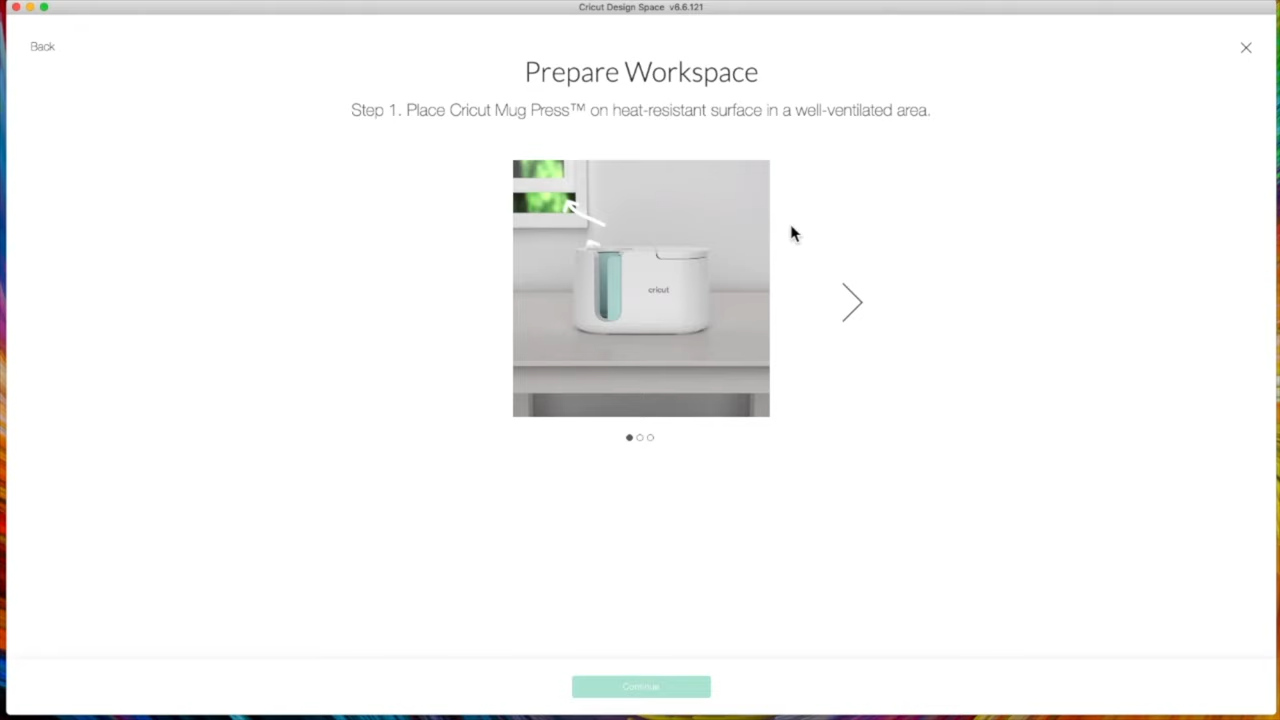 Cricut Design Space v6.6.121
Back
Prepare Workspace
Step 1. Place Cricut Mug Press™ on heat-resistant surface in a well-ventilated area.
cricut
Continue